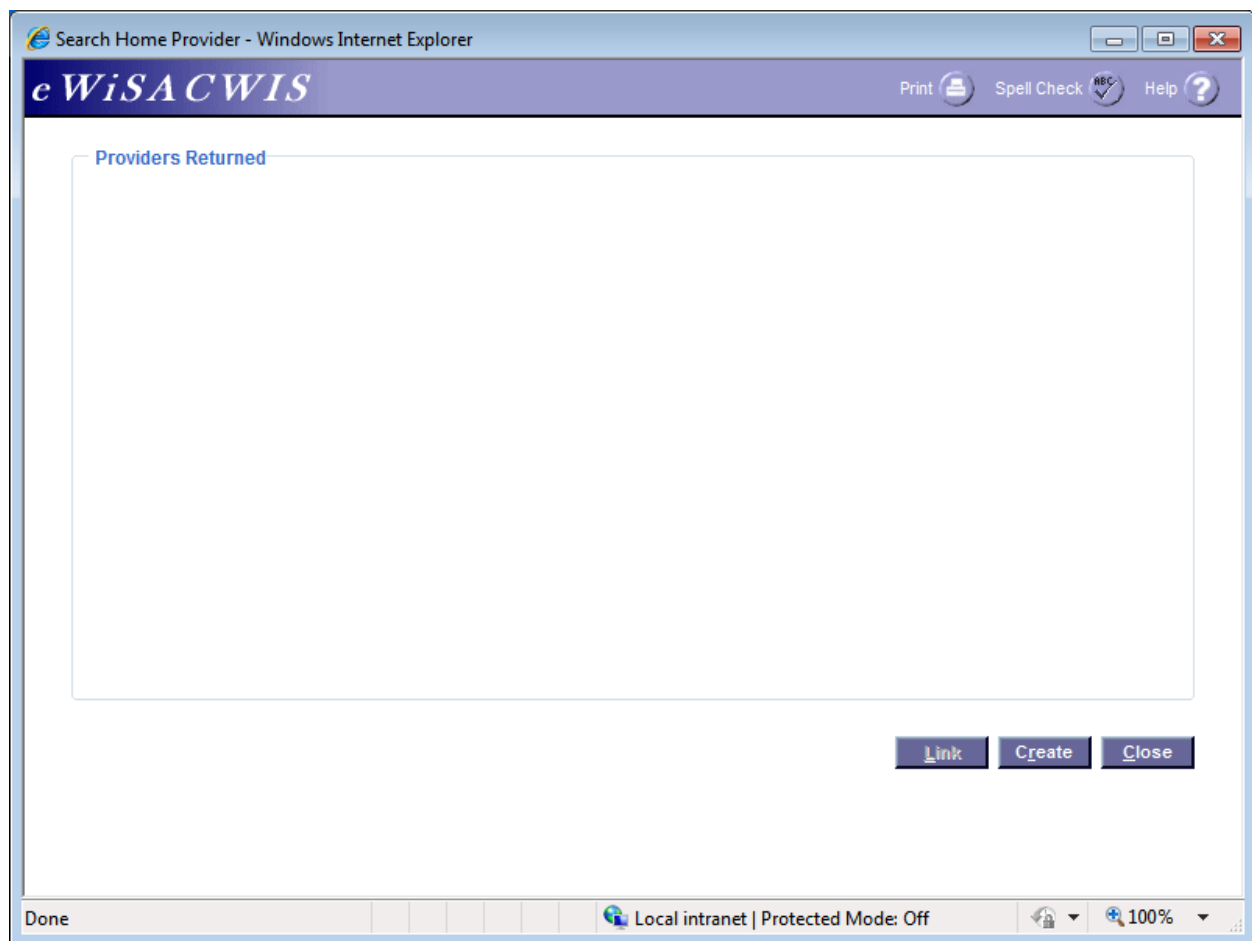 Search Home Provider - Windows Internet Explorer
eWiSACWIS
Print Spell Check ABC Help ?
Providers Returned
Link Create Close
Done Local intranet | Protected Mode: Off 100%